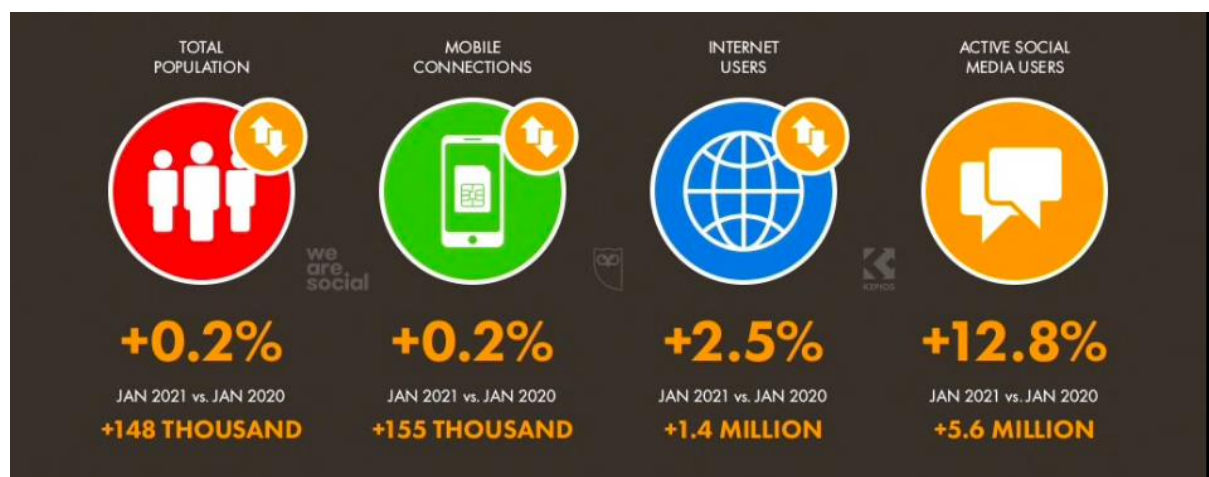 TOTAL
POPULATION
MOBILE
CONNECTIONS
INTERNET
USERS
ACTIVE SOCIAL
MEDIA USERS
we
are.
social
KEPIOS
+0.2%
+0.2%
+2.5%
+12.8%
JAN 2021 vs. JAN 2020
JAN 2021 vs. JAN 2020
JAN 2021 vs. JAN 2020
JAN 2021 vs. JAN 2020
+148 THOUSAND
+155 THOUSAND
+1.4 MILLION
+5.6 MILLION